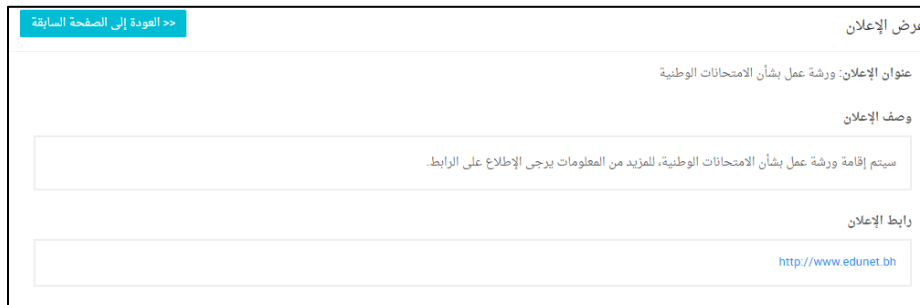 عرض الإعلان
<< العودة إلى الصفحة السابقة
عنوان الإعلان: ورشة عمل بشأن الامتحانات الوطنية
وصف الإعلان
سيتم إقامة ورشة عمل بشأن الامتحانات الوطنية، للمزيد من المعلومات يرجى الإطلاع على الرابط.
رابط الإعلان
http://www.edunet.bh